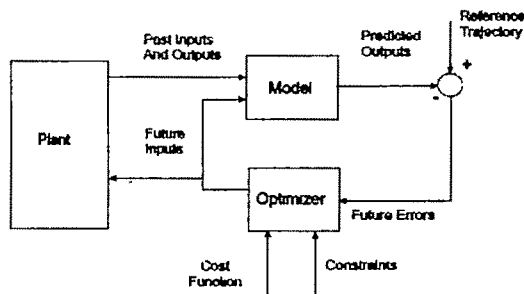 Reference
Trajectory
Past Inputs
And Outputs
Predicted
Outputs
+
Model
-
Plant
Future
Inputs
Optimizer
Future Errors
Cost
Function
Constraints